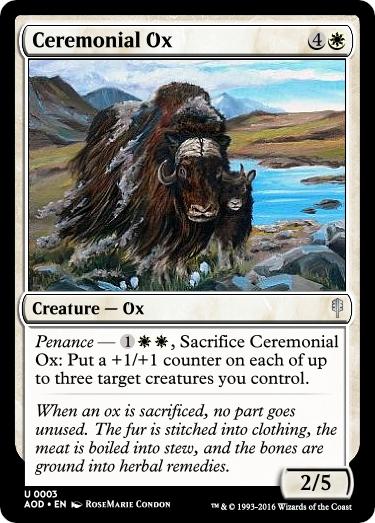 Ceremonial Ox 4
Creature — Ox
Penance — 1, Sacrifice Ceremonial
Ox: Put a +1/+1 counter on each of up
to three target creatures you control.
When an ox is sacrificed, no part goes
unused. The fur is stitched into clothing, the
meat is boiled into stew, and the bones are
ground into herbal remedies.
2/5
U 0003
AOD • EN RoseMarie Condon
™ & © 1993-2016 Wizards of the Coast